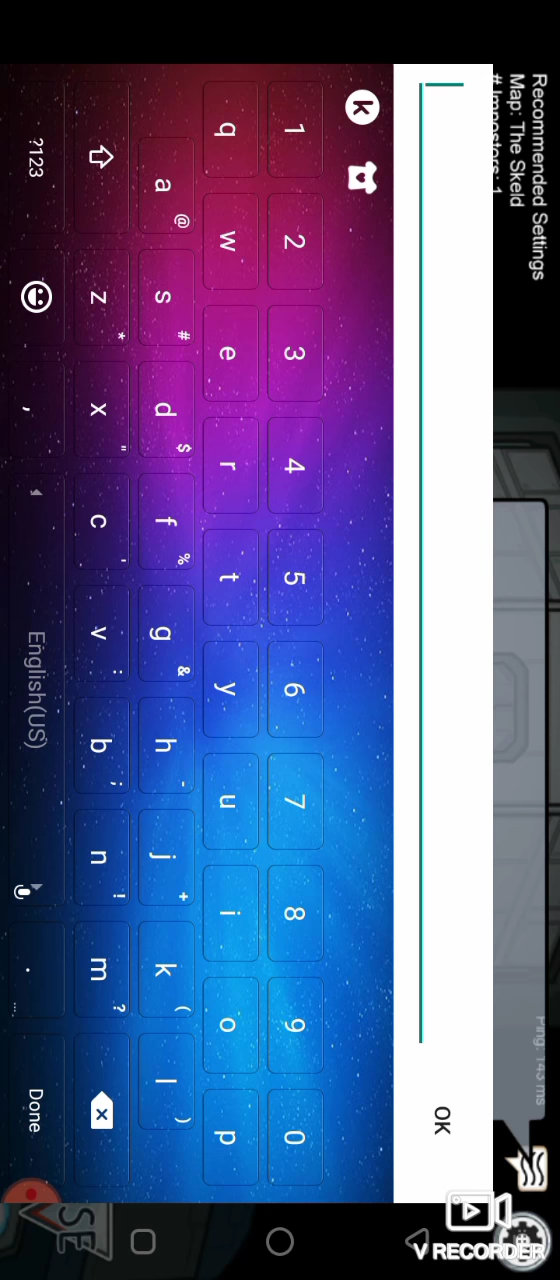 Recommended Settings
Map: The Skeld
# Impostors: 1
Ping: 143 ms
OK
k
1 2 3 4 5 6 7 8 9 0
q w e r t y u i o p
a @ s # d $ f % g & h - j + k ( l )
z * x " c ' v : b ; n ! m ?
?123 , English(US) . ... Done
SE
V RECORDER